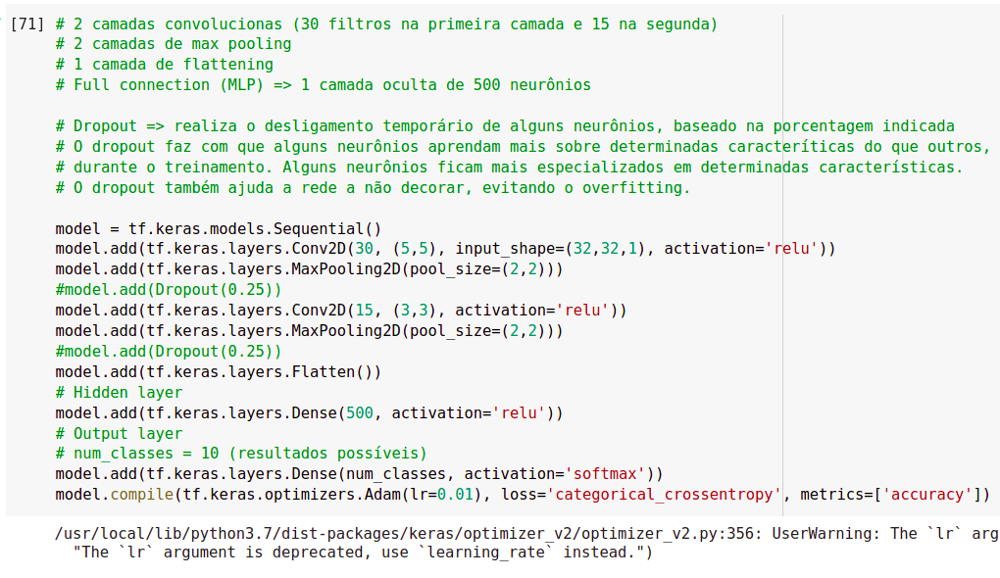 [71] # 2 camadas convolucionas (30 filtros na primeira camada e 15 na segunda)
# 2 camadas de max pooling
# 1 camada de flattening
# Full connection (MLP) => 1 camada oculta de 500 neurônios
# Dropout => realiza o desligamento temporário de alguns neurônios, baseado na porcentagem indicada
# O dropout faz com que alguns neurônios aprendam mais sobre determinadas caracteríticas do que outros,
# durante o treinamento. Alguns neurônios ficam mais especializados em determinadas características.
# O dropout também ajuda a rede a não decorar, evitando o overfitting.
model = tf.keras.models.Sequential()
model.add(tf.keras.layers.Conv2D(30, (5,5), input_shape=(32,32,1), activation='relu'))
model.add(tf.keras.layers.MaxPooling2D(pool_size=(2,2)))
#model.add(Dropout(0.25))
model.add(tf.keras.layers.Conv2D(15, (3,3), activation='relu'))
model.add(tf.keras.layers.MaxPooling2D(pool_size=(2,2)))
#model.add(Dropout(0.25))
model.add(tf.keras.layers.Flatten())
# Hidden layer
model.add(tf.keras.layers.Dense(500, activation='relu'))
# Output layer
# num_classes = 10 (resultados possíveis)
model.add(tf.keras.layers.Dense(num_classes, activation='softmax'))
model.compile(tf.keras.optimizers.Adam(lr=0.01), loss='categorical_crossentropy', metrics=['accuracy'])
/usr/local/lib/python3.7/dist-packages/keras/optimizer_v2/optimizer_v2.py:356: UserWarning: The `lr` arg
"The `lr` argument is deprecated, use `learning_rate` instead.")